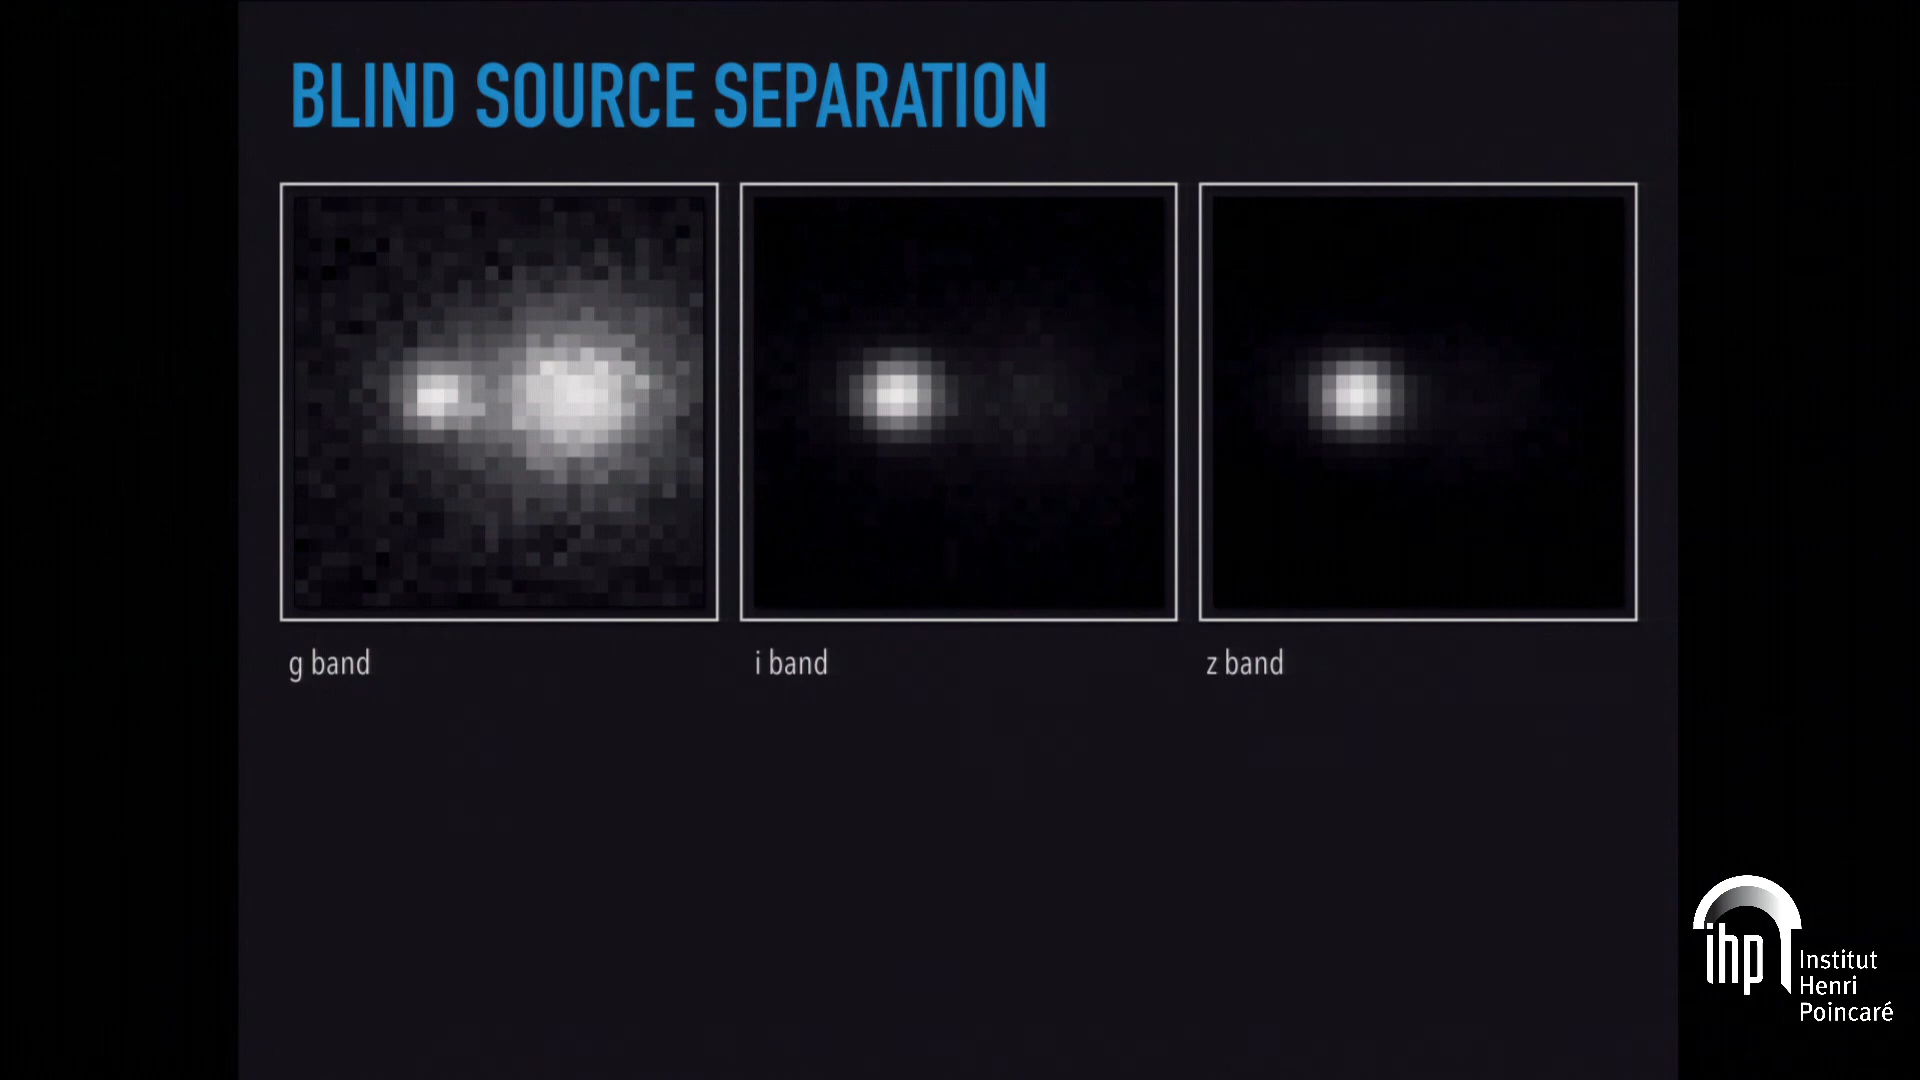 BLIND SOURCE SEPARATION
g band
i band
z band
ihp
Institut
Henri
Poincaré